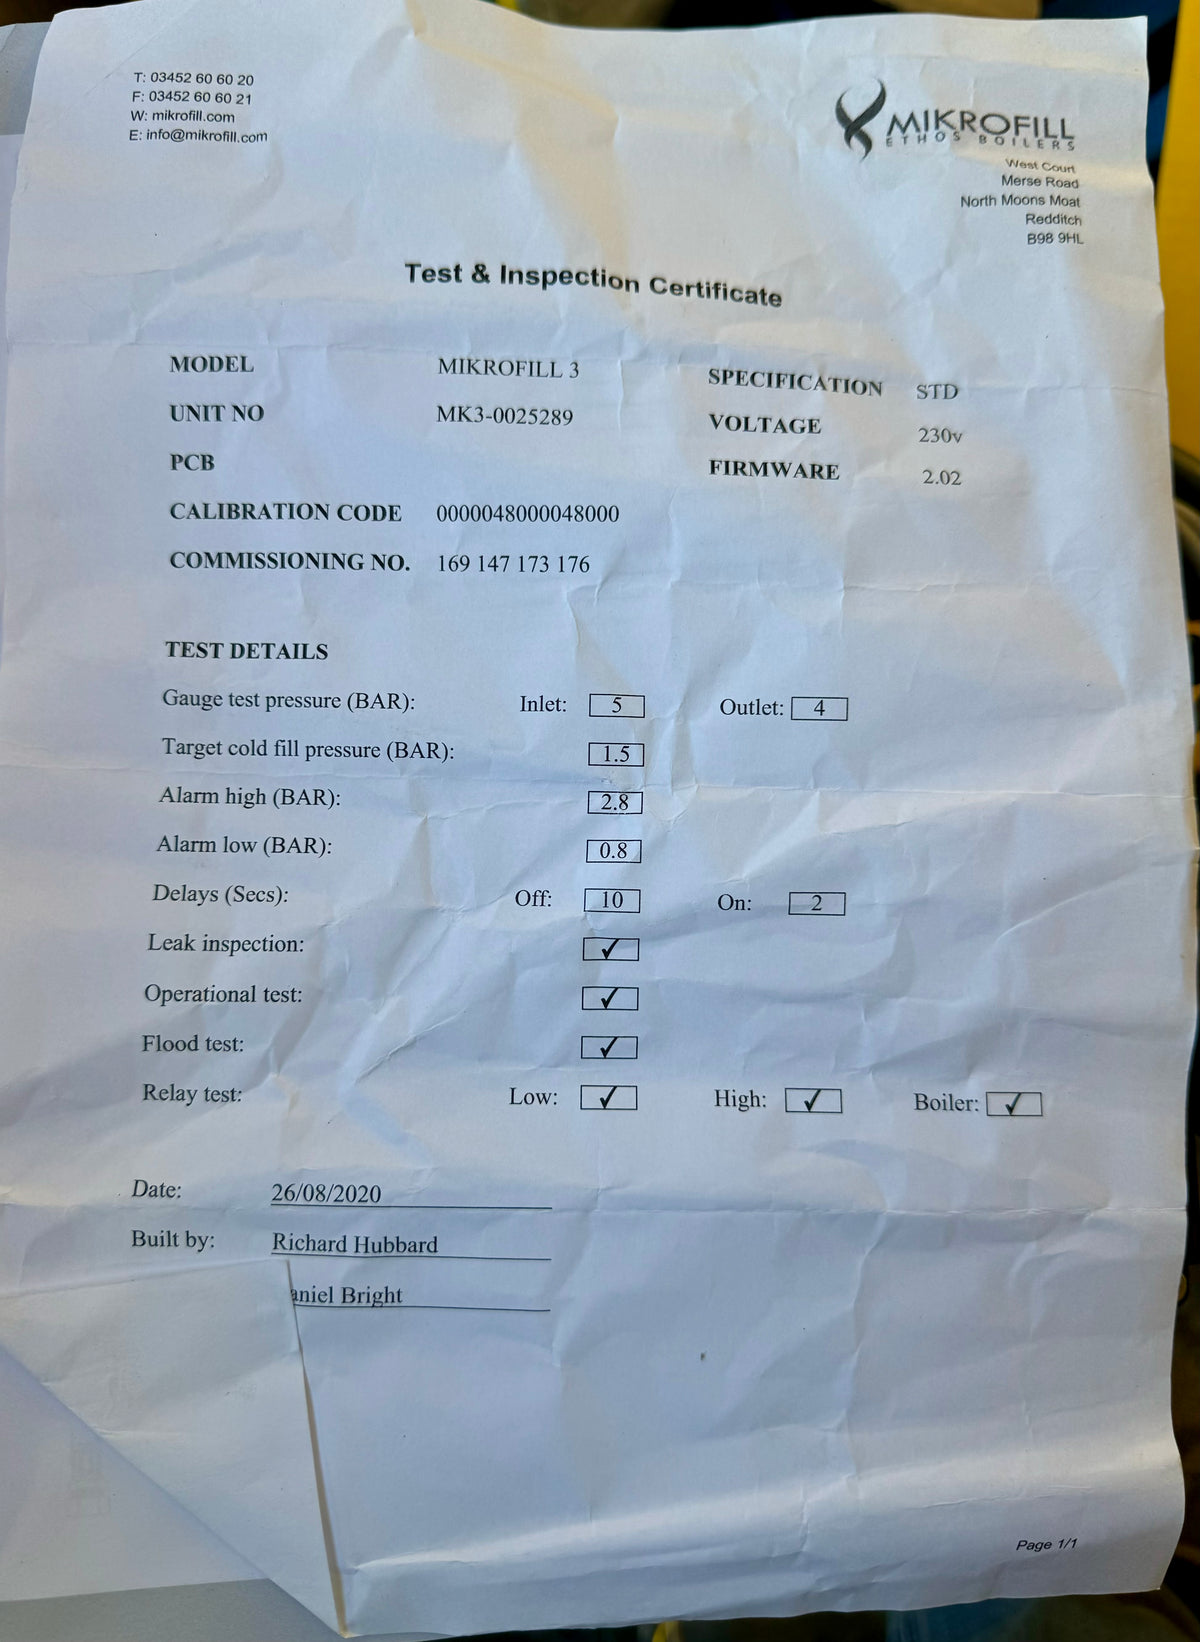 T: 03452 60 60 20
F: 03452 60 60 21
W: mikrofill.com
E: info@mikrofill.com
MIKROFILL
ETHOS BOILERS
West Court
Merse Road
North Moons Moat
Redditch
B98 9HL
Test & Inspection Certificate
MODEL MIKROFILL 3 SPECIFICATION STD
UNIT NO MK3-0025289 VOLTAGE 230v
PCB FIRMWARE 2.02
CALIBRATION CODE 0000048000048000
COMMISSIONING NO. 169 147 173 176
TEST DETAILS
Gauge test pressure (BAR): Inlet: 5 Outlet: 4
Target cold fill pressure (BAR): 1.5
Alarm high (BAR): 2.8
Alarm low (BAR): 0.8
Delays (Secs): Off: 10 On: 2
Leak inspection: ✓
Operational test: ✓
Flood test: ✓
Relay test: Low: ✓ High: ✓ Boiler: ✓
Date: 26/08/2020
Built by: Richard Hubbard
aniel Bright
Page 1/1